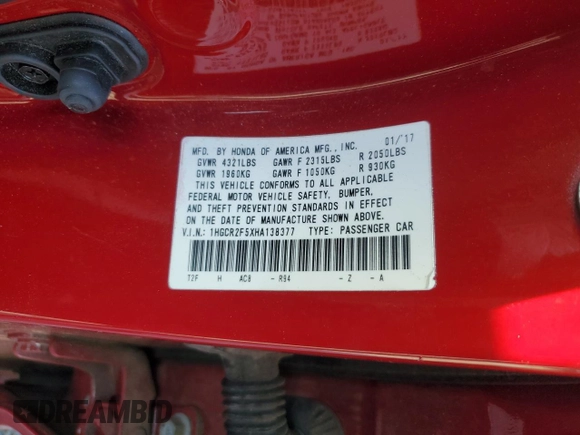 MFD. BY HONDA OF AMERICA MFG., INC. 01/'17
GVWR 4321LBS GAWR F 2315LBS R 2050LBS
GVWR 1960KG GAWR F 1050KG R 930KG
THIS VEHICLE CONFORMS TO ALL APPLICABLE
FEDERAL MOTOR VEHICLE SAFETY, BUMPER,
AND THEFT PREVENTION STANDARDS IN EFFECT
ON THE DATE OF MANUFACTURE SHOWN ABOVE.
V.I.N.: 1HGCR2F5XHA138377 TYPE: PASSENGER CAR
T2F H AC8 - R94 - Z - A
DREAMBID